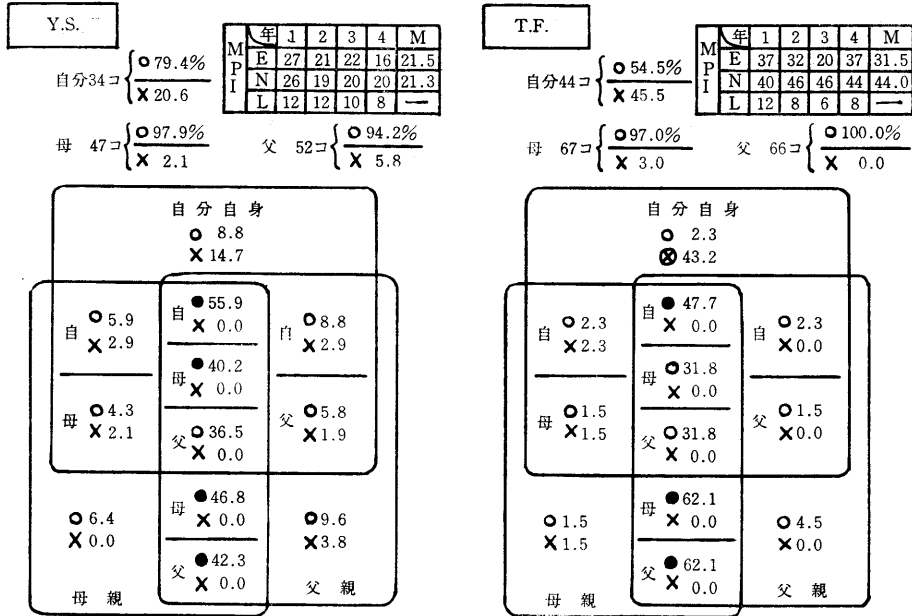 Y.S.
MPI
年 1 2 3 4 M
E 27 21 22 16 21.5
N 26 19 20 20 21.3
L 12 12 10 8 —
自分34コ ○ 79.4%
× 20.6
母 47コ ○ 97.9%
× 2.1
父 52コ ○ 94.2%
× 5.8
自分自身
○ 8.8
× 14.7
自 ○ 5.9
× 2.9
母 ○ 4.3
× 2.1
自 ● 55.9
× 0.0
母 ● 40.2
× 0.0
父 ○ 36.5
× 0.0
自 ○ 8.8
× 2.9
父 ○ 5.8
× 1.9
○ 6.4
× 0.0
母 ● 46.8
× 0.0
父 ● 42.3
× 0.0
○ 9.6
× 3.8
母親
父親
T.F.
MPI
年 1 2 3 4 M
E 37 32 20 37 31.5
N 40 46 46 44 44.0
L 12 8 6 8 —
自分44コ ○ 54.5%
× 45.5
母 67コ ○ 97.0%
× 3.0
父 66コ ○ 100.0%
× 0.0
自分自身
○ 2.3
⊗ 43.2
自 ○ 2.3
× 2.3
母 ○ 1.5
× 1.5
自 ● 47.7
× 0.0
母 ○ 31.8
× 0.0
父 ○ 31.8
× 0.0
自 ○ 2.3
× 0.0
父 ○ 1.5
× 0.0
○ 1.5
× 1.5
母 ● 62.1
× 0.0
父 ● 62.1
× 0.0
○ 4.5
× 0.0
母親
父親